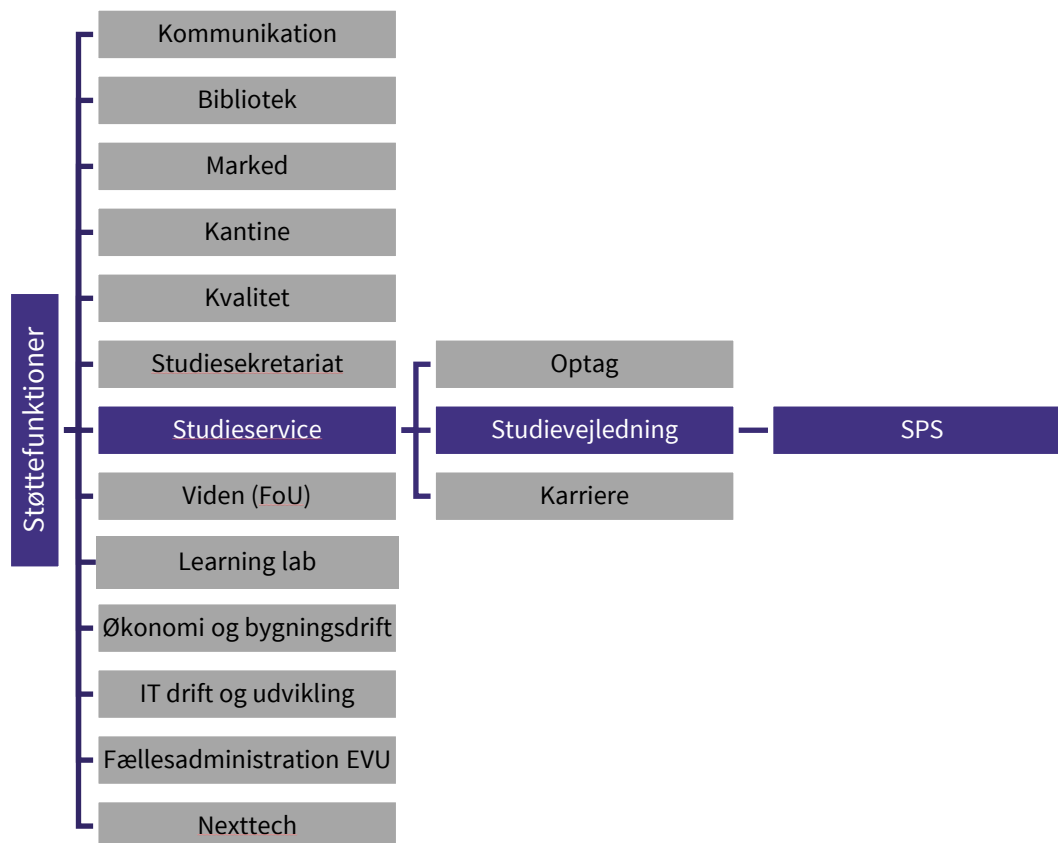 Støttefunktioner
Kommunikation
Bibliotek
Marked
Kantine
Kvalitet
Studiesekretariat
Studieservice
Optag
Studievejledning
Karriere
SPS
Viden (FoU)
Learning lab
Økonomi og bygningsdrift
IT drift og udvikling
Fællesadministration EVU
Nexttech